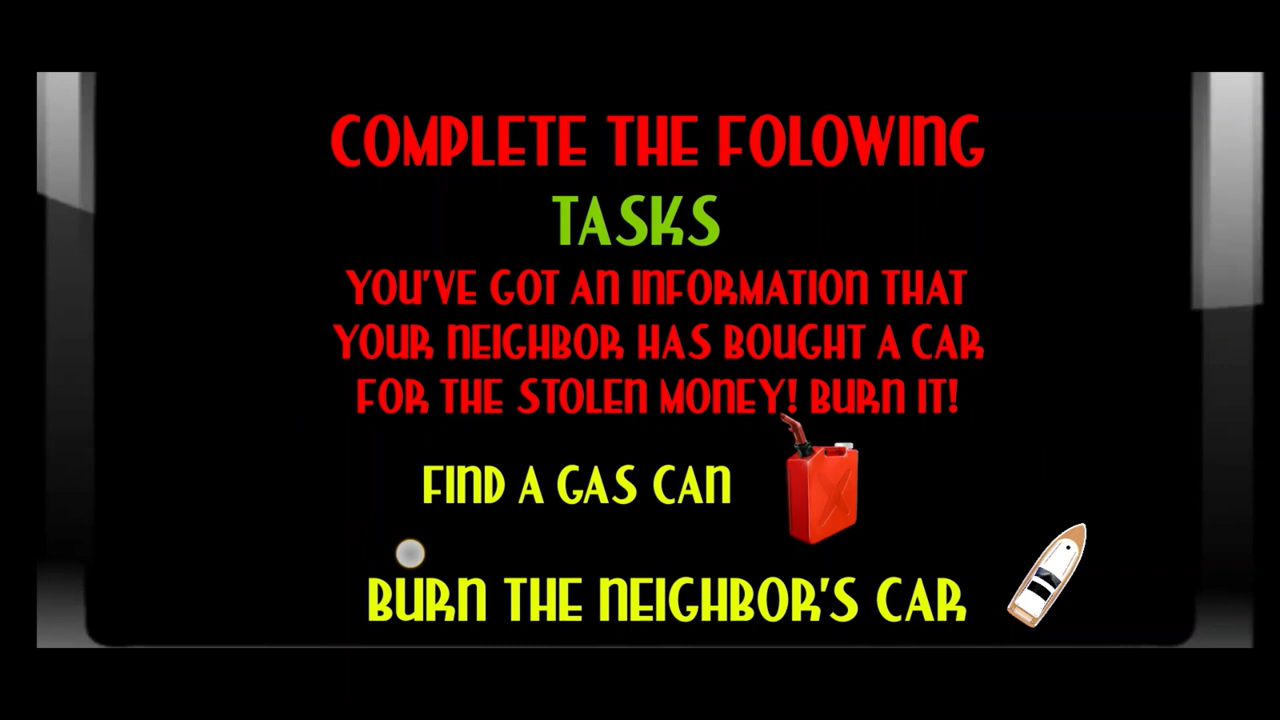 COMPLETE THE FOLOWING
TASKS
YOU'VE GOT AN INFORMATION THAT
YOUR NEIGHBOR HAS BOUGHT A CAR
FOR THE STOLEN MONEY! BURN IT!
FIND A GAS CAN
BURN THE NEIGHBOR'S CAR